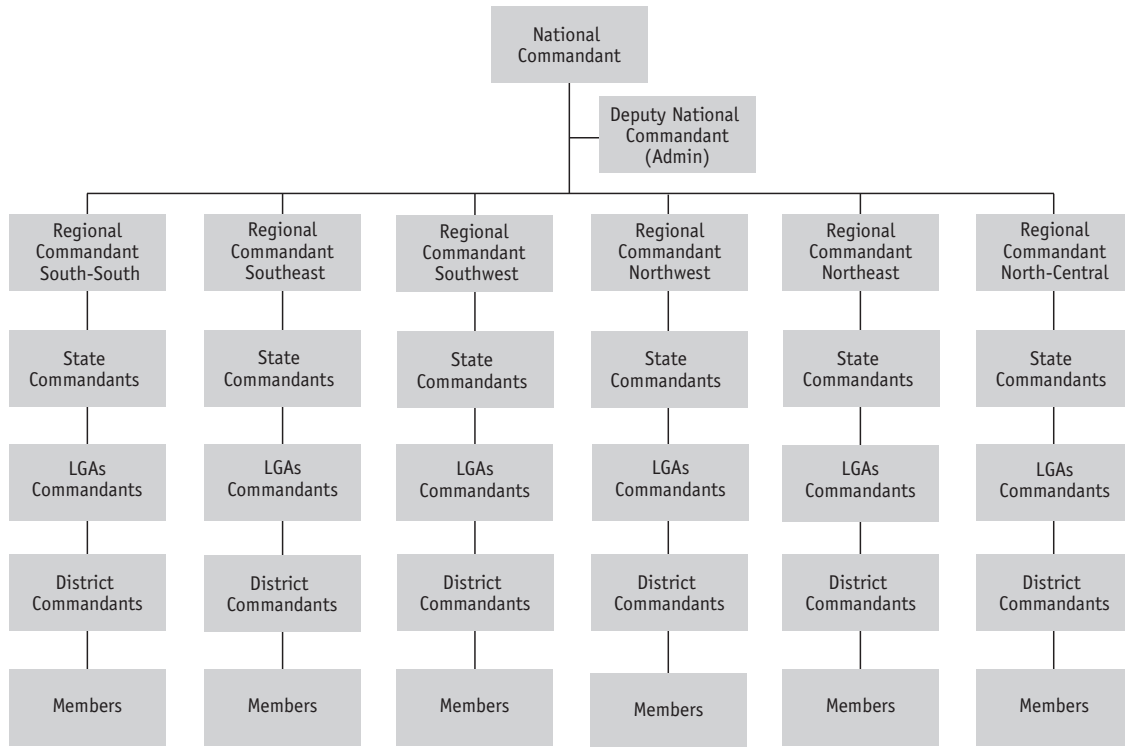 National
Commandant
Deputy National
Commandant
(Admin)
Regional
Commandant
South-South
Regional
Commandant
Southeast
Regional
Commandant
Southwest
Regional
Commandant
Northwest
Regional
Commandant
Northeast
Regional
Commandant
North-Central
State
Commandants
State
Commandants
State
Commandants
State
Commandants
State
Commandants
State
Commandants
LGAs
Commandants
LGAs
Commandants
LGAs
Commandants
LGAs
Commandants
LGAs
Commandants
LGAs
Commandants
District
Commandants
District
Commandants
District
Commandants
District
Commandants
District
Commandants
District
Commandants
Members
Members
Members
Members
Members
Members